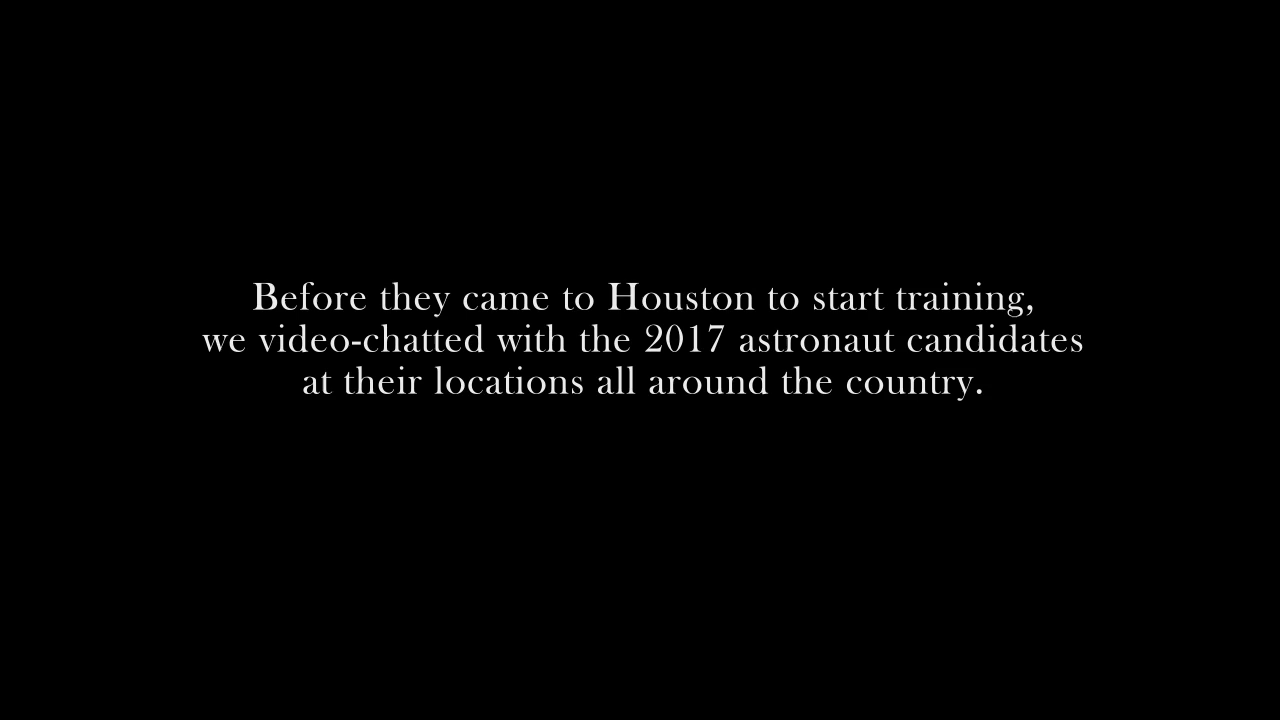 Before they came to Houston to start training,
we video-chatted with the 2017 astronaut candidates
at their locations all around the country.